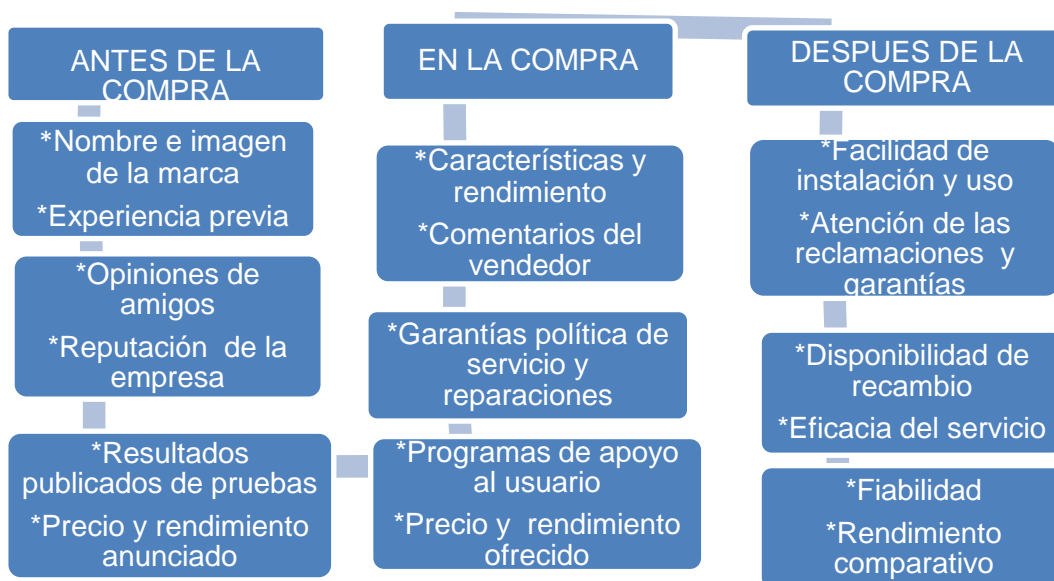 ANTES DE LA
COMPRA
*Nombre e imagen
de la marca
*Experiencia previa
*Opiniones de
amigos
*Reputación de la
empresa
*Resultados
publicados de pruebas
*Precio y rendimiento
anunciado
EN LA COMPRA
*Características y
rendimiento
*Comentarios del
vendedor
*Garantías política de
servicio y
reparaciones
*Programas de apoyo
al usuario
*Precio y rendimiento
ofrecido
DESPUES DE LA
COMPRA
*Facilidad de
instalación y uso
*Atención de las
reclamaciones y
garantías
*Disponibilidad de
recambio
*Eficacia del servicio
*Fiabilidad
*Rendimiento
comparativo